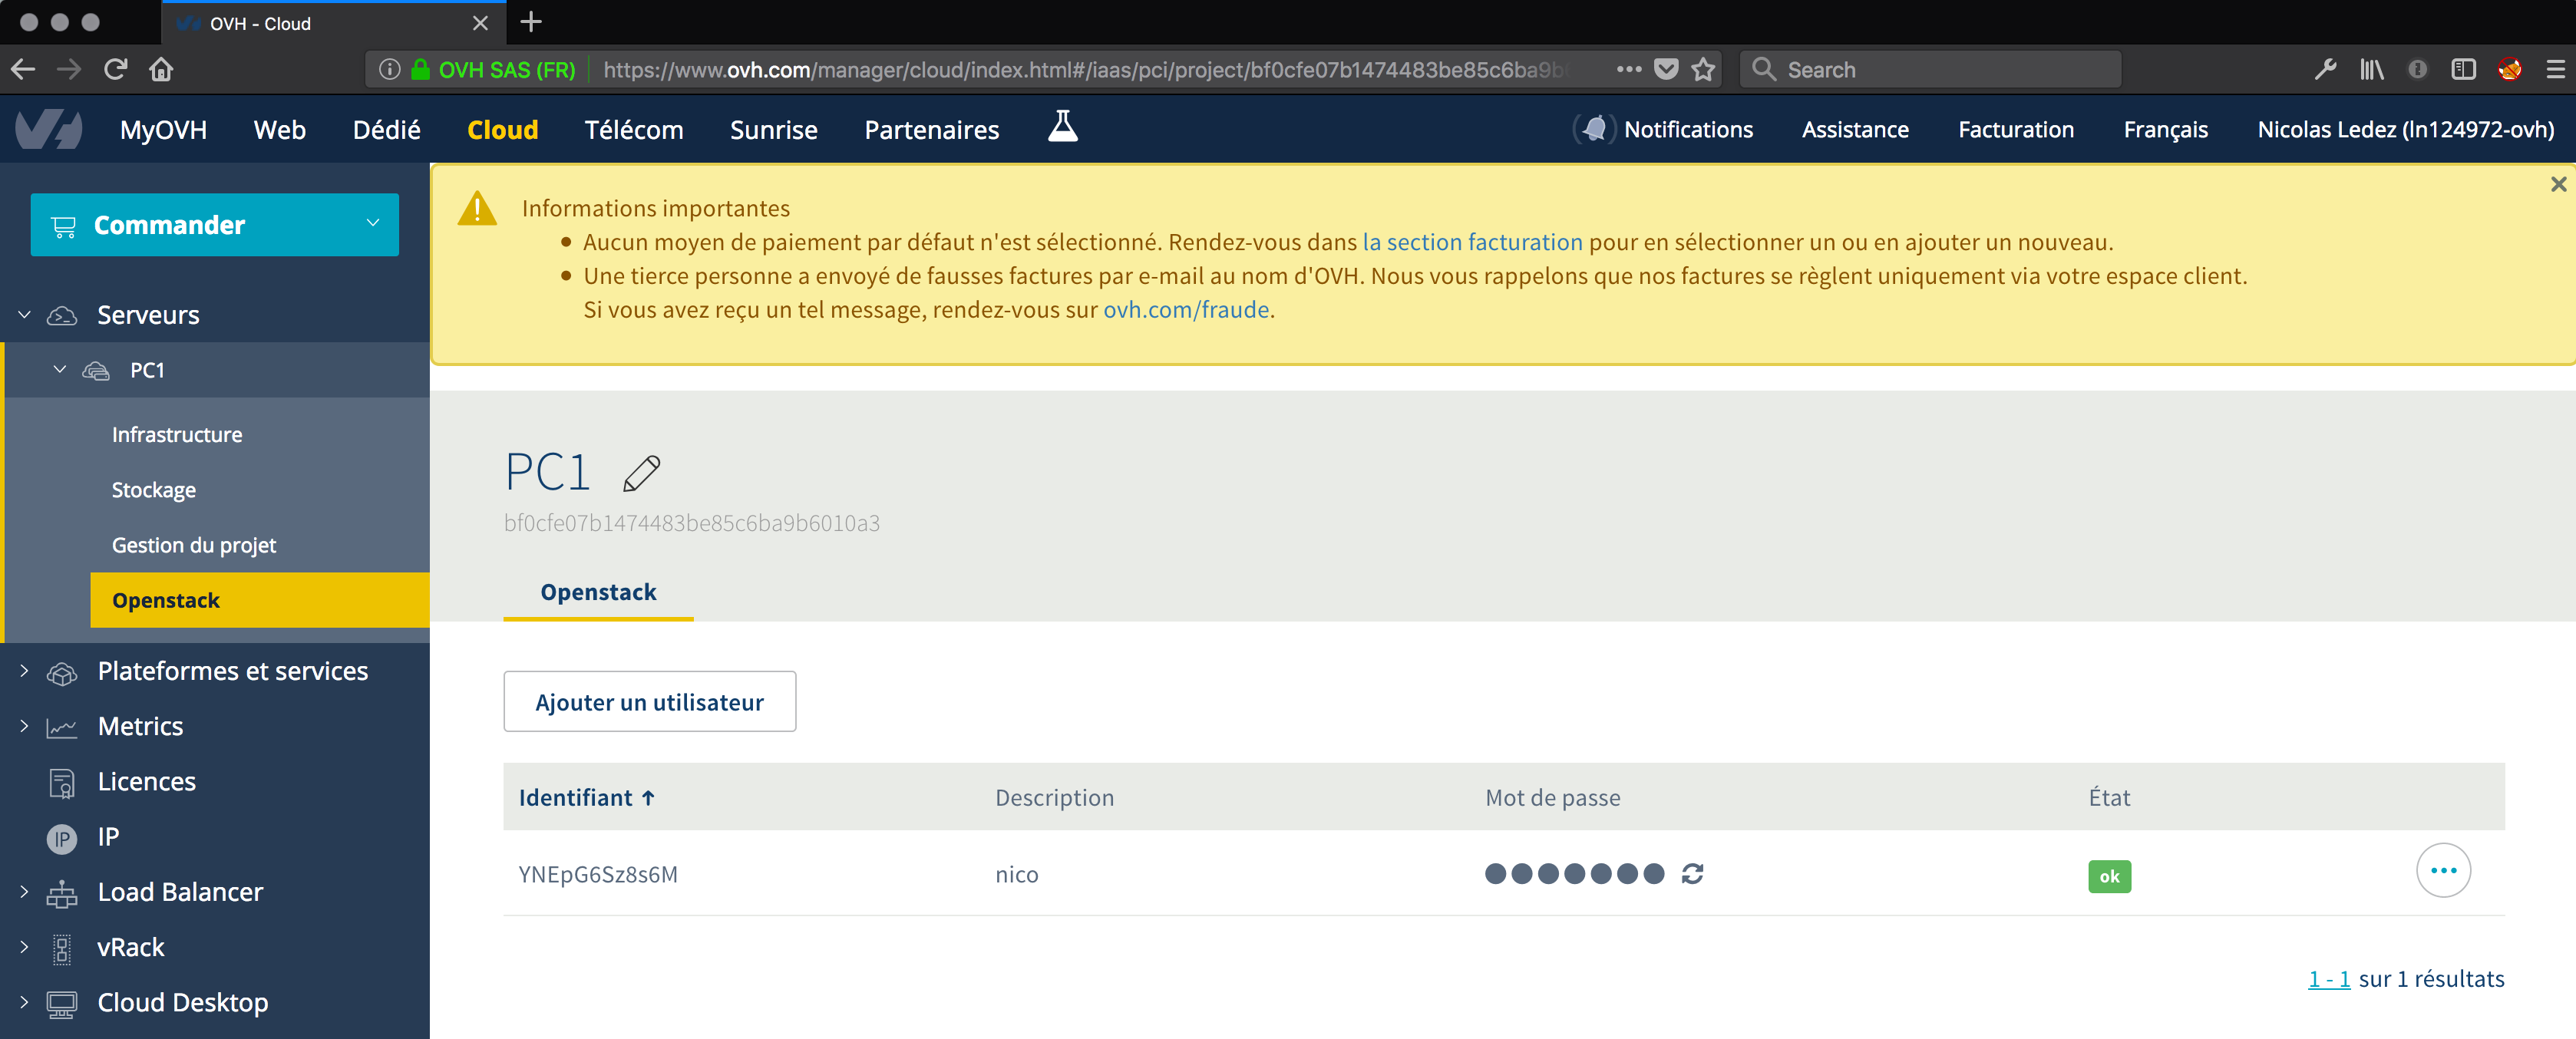 OVH - Cloud
OVH SAS (FR) https://www.ovh.com/manager/cloud/index.html#/iaas/pci/project/bf0cfe07b1474483be85c6ba9b Search
MyOVH Web Dédié Cloud Télécom Sunrise Partenaires Notifications Assistance Facturation Français Nicolas Ledez (ln124972-ovh)
Commander
Serveurs
PC1
Infrastructure
Stockage
Gestion du projet
Openstack
Plateformes et services
Metrics
Licences
IP IP
Load Balancer
vRack
Cloud Desktop
Informations importantes
• Aucun moyen de paiement par défaut n'est sélectionné. Rendez-vous dans la section facturation pour en sélectionner un ou en ajouter un nouveau.
• Une tierce personne a envoyé de fausses factures par e-mail au nom d'OVH. Nous vous rappelons que nos factures se règlent uniquement via votre espace client.
Si vous avez reçu un tel message, rendez-vous sur ovh.com/fraude.
PC1
bf0cfe07b1474483be85c6ba9b6010a3
Openstack
Ajouter un utilisateur
Identifiant ↑ Description Mot de passe État
YNEpG6Sz8s6M nico ●●●●●●● ok
1 - 1 sur 1 résultats